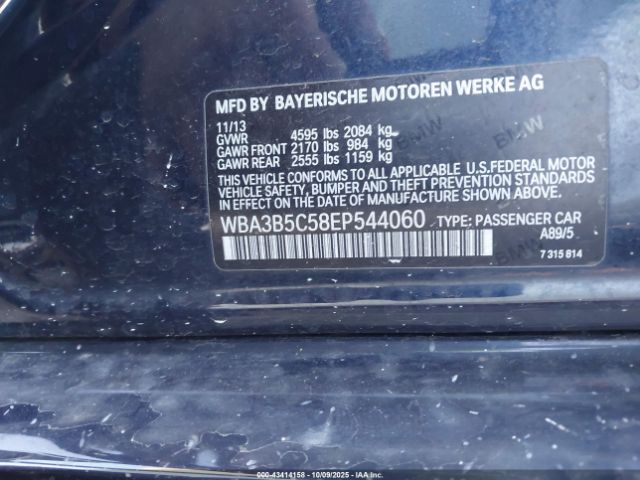 MFD BY BAYERISCHE MOTOREN WERKE AG
11/13
GVWR 4595 lbs 2084 kg
GAWR FRONT 2170 lbs 984 kg
GAWR REAR 2555 lbs 1159 kg
THIS VEHICLE CONFORMS TO ALL APPLICABLE U.S.FEDERAL MOTOR
VEHICLE SAFETY, BUMPER, AND THEFT PREVENTION STANDARDS
IN EFFECT ON THE DATE OF MANUFACTURE SHOWN ABOVE.
WBA3B5C58EP544060 TYPE: PASSENGER CAR
A89/5
7 315 814
000-43414158 - 10/09/2025 - IAAI.COM